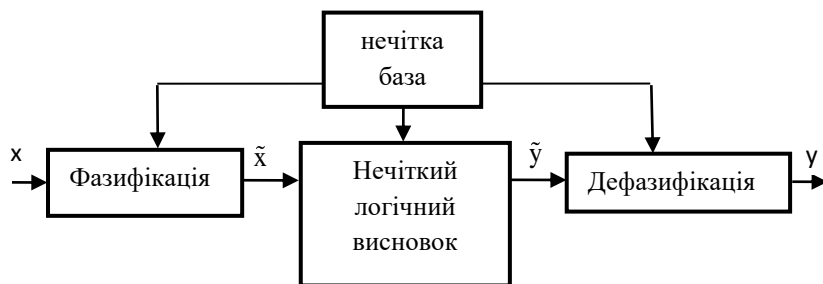 нечітка
база
x
Фазифікація
x̃
Нечіткий
логічний
висновок
ỹ
Дефазифікація
y